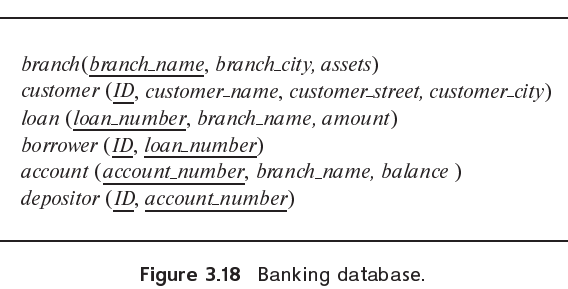 branch(branch_name, branch_city, assets)
customer (ID, customer_name, customer_street, customer_city)
loan (loan_number, branch_name, amount)
borrower (ID, loan_number)
account (account_number, branch_name, balance )
depositor (ID, account_number)
Figure 3.18 Banking database.